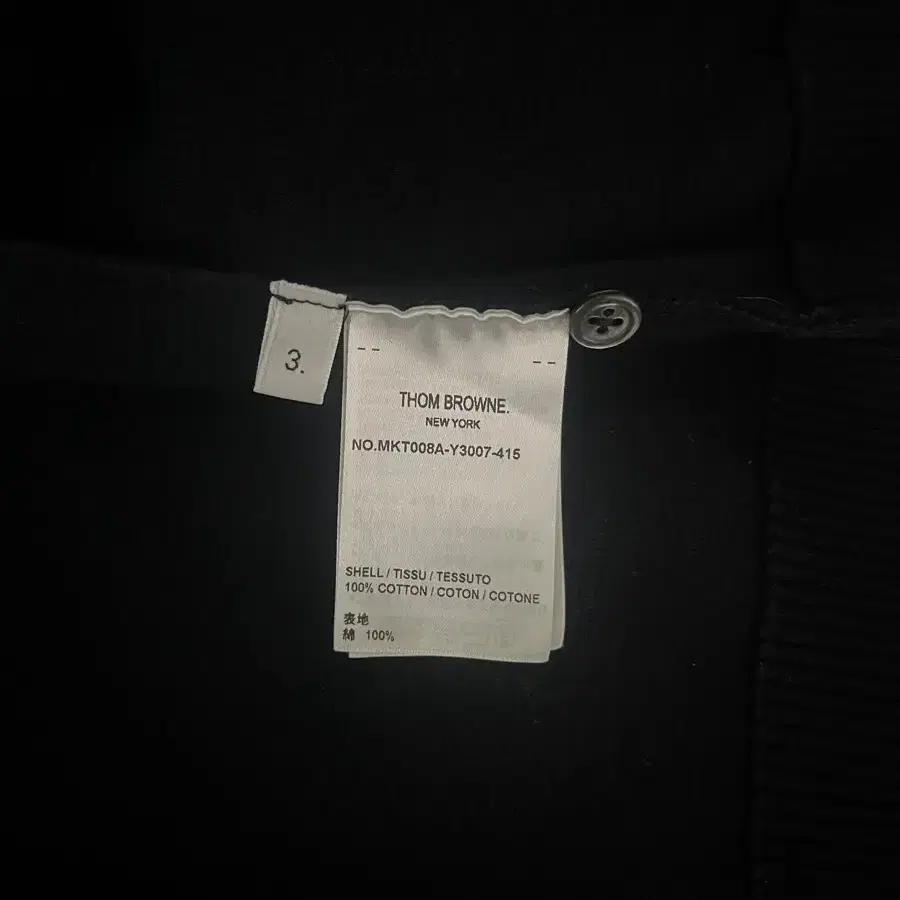 3.
-- --
THOM BROWNE.
NEW YORK
NO.MKT008A-Y3007-415
SHELL / TISSU / TESSUTO
100% COTTON / COTON / COTONE
表地
綿 100%